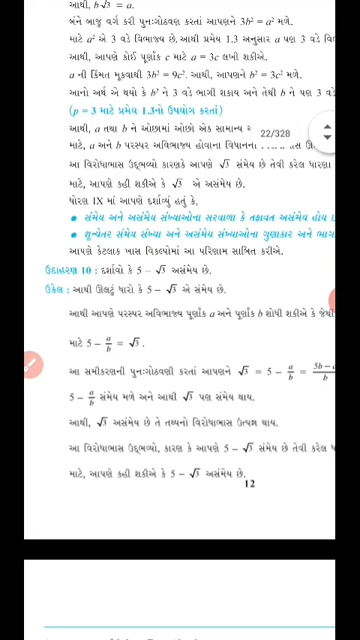 આથી, b√3 = a.
બંને બાજુ વર્ગ કરી પુનઃગોઠવણ કરતાં આપણને 3b² = a² મળે.
માટે a² એ 3 વડે વિભાજ્ય છે. આથી પ્રમેય 1.3 અનુસાર a પણ 3 વડે વિ
આથી, આપણે કોઈ પૂર્ણાંક c માટે a = 3c લખી શકીએ.
a ની કિંમત મૂકવાથી 3b² = 9c². આથી, આપણને b² = 3c² મળે.
આનો અર્થ એ થયો કે b² ને 3 વડે ભાગી શકાય અને તેથી b ને પણ 3 વડે
(p = 3 માટે પ્રમેય 1.3નો ઉપયોગ કરતાં)
આથી, a તથા b ને ઓછામાં ઓછો એક સામાન્ય
22/328
માટે, a અને b પરસ્પર અવિભાજ્ય હોવાના વિધાનના
આ વિરોધાભાસ ઉદ્ભવ્યો કારણકે આપણે √3 સંમેય છે તેવી કરેલ ધારણા
માટે, આપણે કહી શકીએ કે √3 એ અસંમેય છે.
ધોરણ IX માં આપણે દર્શાવ્યું હતું કે,
• સંમેય અને અસંમેય સંખ્યાઓના સરવાળા કે તફાવત અસંમેય હોય
• શૂન્યેતર સંમેય સંખ્યા અને અસંમેય સંખ્યાઓના ગુણાકાર અને ભાગ
આપણે કેટલાક ખાસ વિકલ્પોમાં આ પરિણામ સાબિત કરીએ.
ઉદાહરણ 10 : દર્શાવો કે 5 – √3 અસંમેય છે.
ઉકેલ : આથી ઊલટું ધારો કે 5 – √3 એ સંમેય છે.
આથી આપણે પરસ્પર અવિભાજ્ય પૂર્ણાંક a અને પૂર્ણાંક b શોધી શકીએ કે જેથી
માટે 5 – a/b = √3.
આ સમીકરણની પુનઃગોઠવણી કરતાં આપણને √3 = 5 – a/b = 5b – a/b
5 – a/b સંમેય મળે અને આથી √3 પણ સંમેય થાય.
આથી, √3 અસંમેય છે તે તથ્યનો વિરોધાભાસ ઉત્પન્ન થાય.
આ વિરોધાભાસ ઉદ્ભવ્યો, કારણ કે આપણે 5 – √3 સંમેય છે તેવી કરેલ
માટે, આપણે કહી શકીએ કે 5 – √3 અસંમેય છે.
12